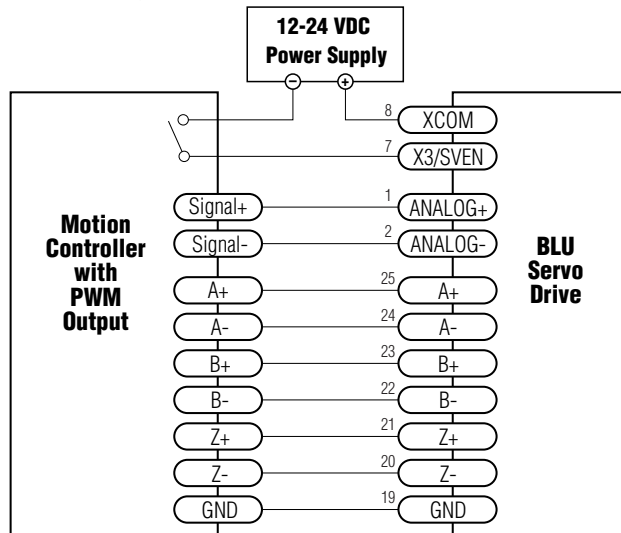 12-24 VDC
Power Supply
− +
8 XCOM
7 X3/SVEN
Signal+ 1 ANALOG+
Signal- 2 ANALOG-
Motion
Controller
with
PWM
Output
BLU
Servo
Drive
A+ 25 A+
A- 24 A-
B+ 23 B+
B- 22 B-
Z+ 21 Z+
Z- 20 Z-
GND 19 GND